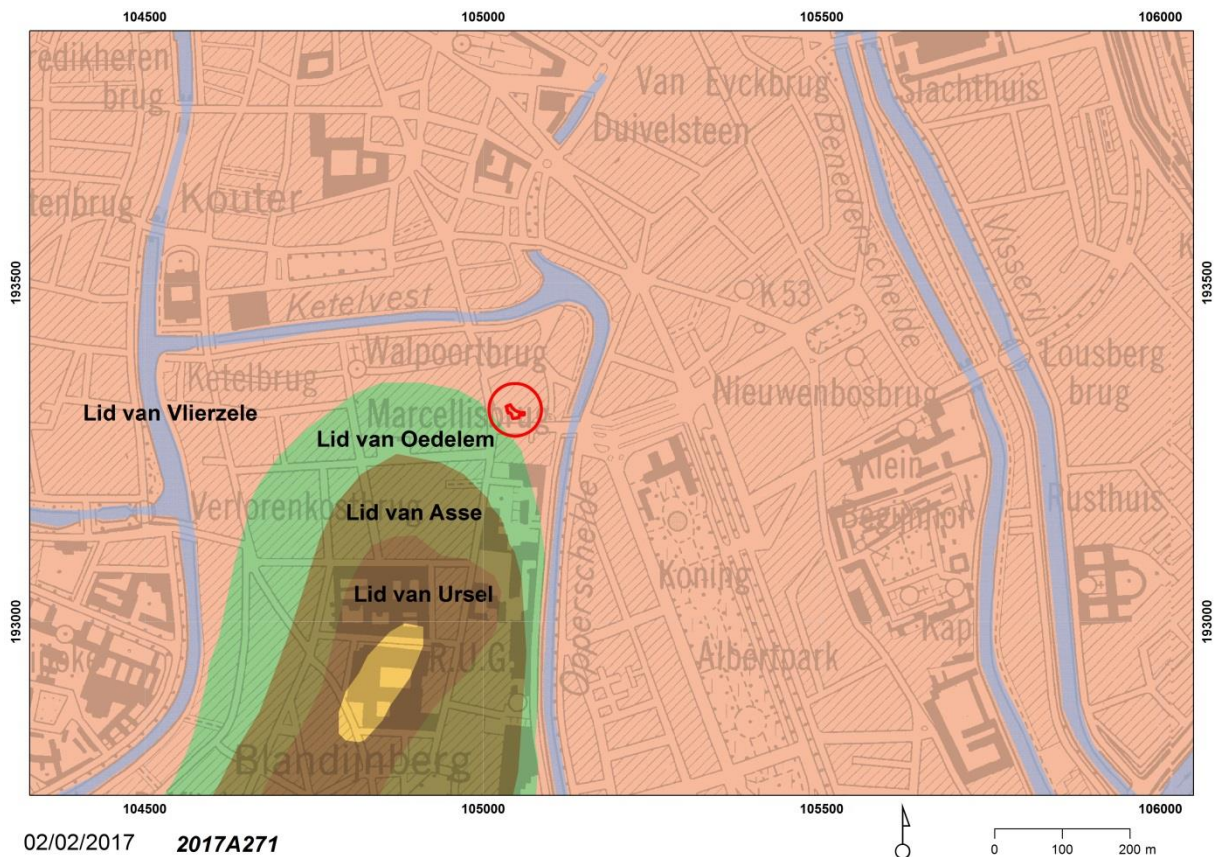 104500 105000 105500 106000
redikheren
brug
Van Eyckbrug
Duivelsteen
Slachthuis
tenbrug
Kouter
Benedenschelde
Visserij
193500
193500
Ketelvest
K 53
Walpoortbrug
Ketelbrug
Nieuwenbosbrug
Lousberg
brug
Lid van Vlierzele
Marcellisbrug
Lid van Oedelem
Klein
Begijnhof
Rusthuis
Verlorenkostbrug
Lid van Asse
Opperschelde
Koning
Albertpark
Lid van Ursel
193000
193000
Kap
R.U.G.
Blandijnberg
104500 105000 105500 106000
02/02/2017 2017A271
0 100 200 m